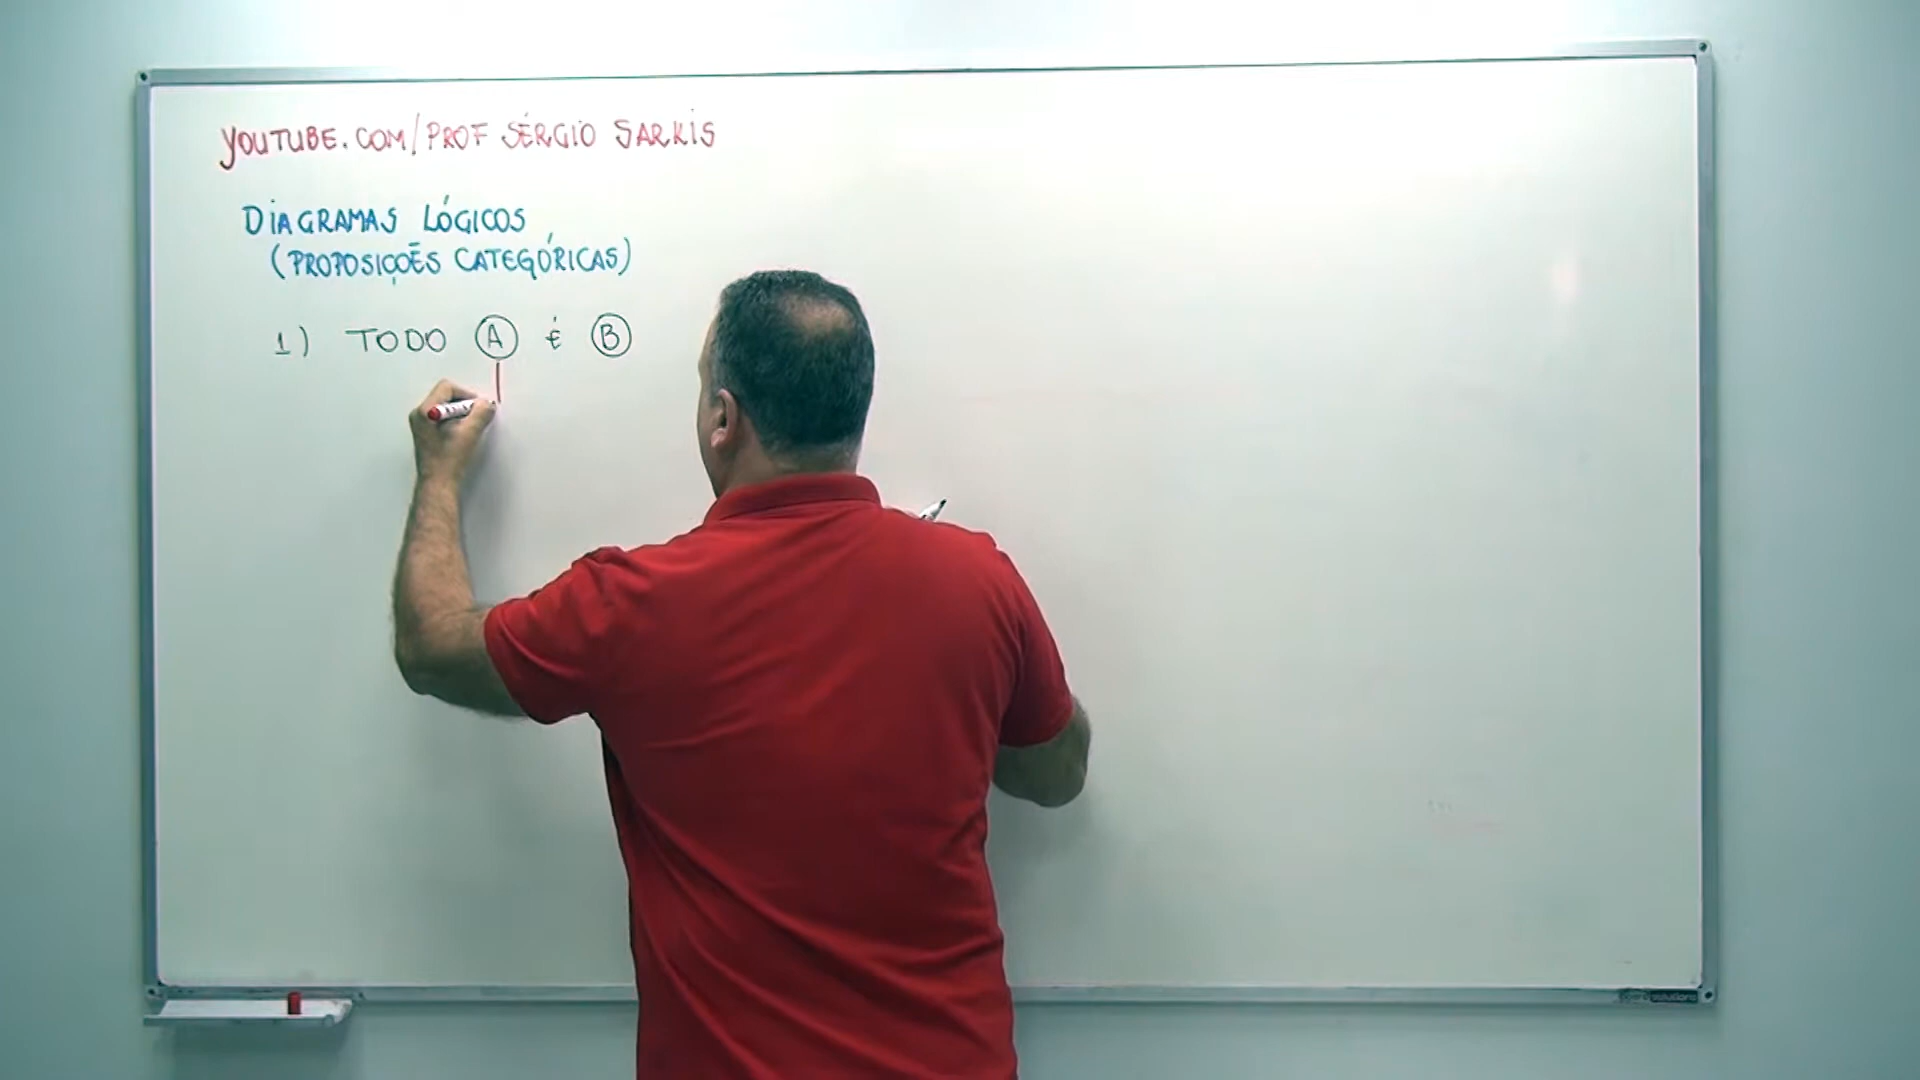 YOUTUBE.COM/PROF SÉRGIO SARKIS
DIAGRAMAS LÓGICOS
(PROPOSIÇÕES CATEGÓRICAS)
1) TODO A É B